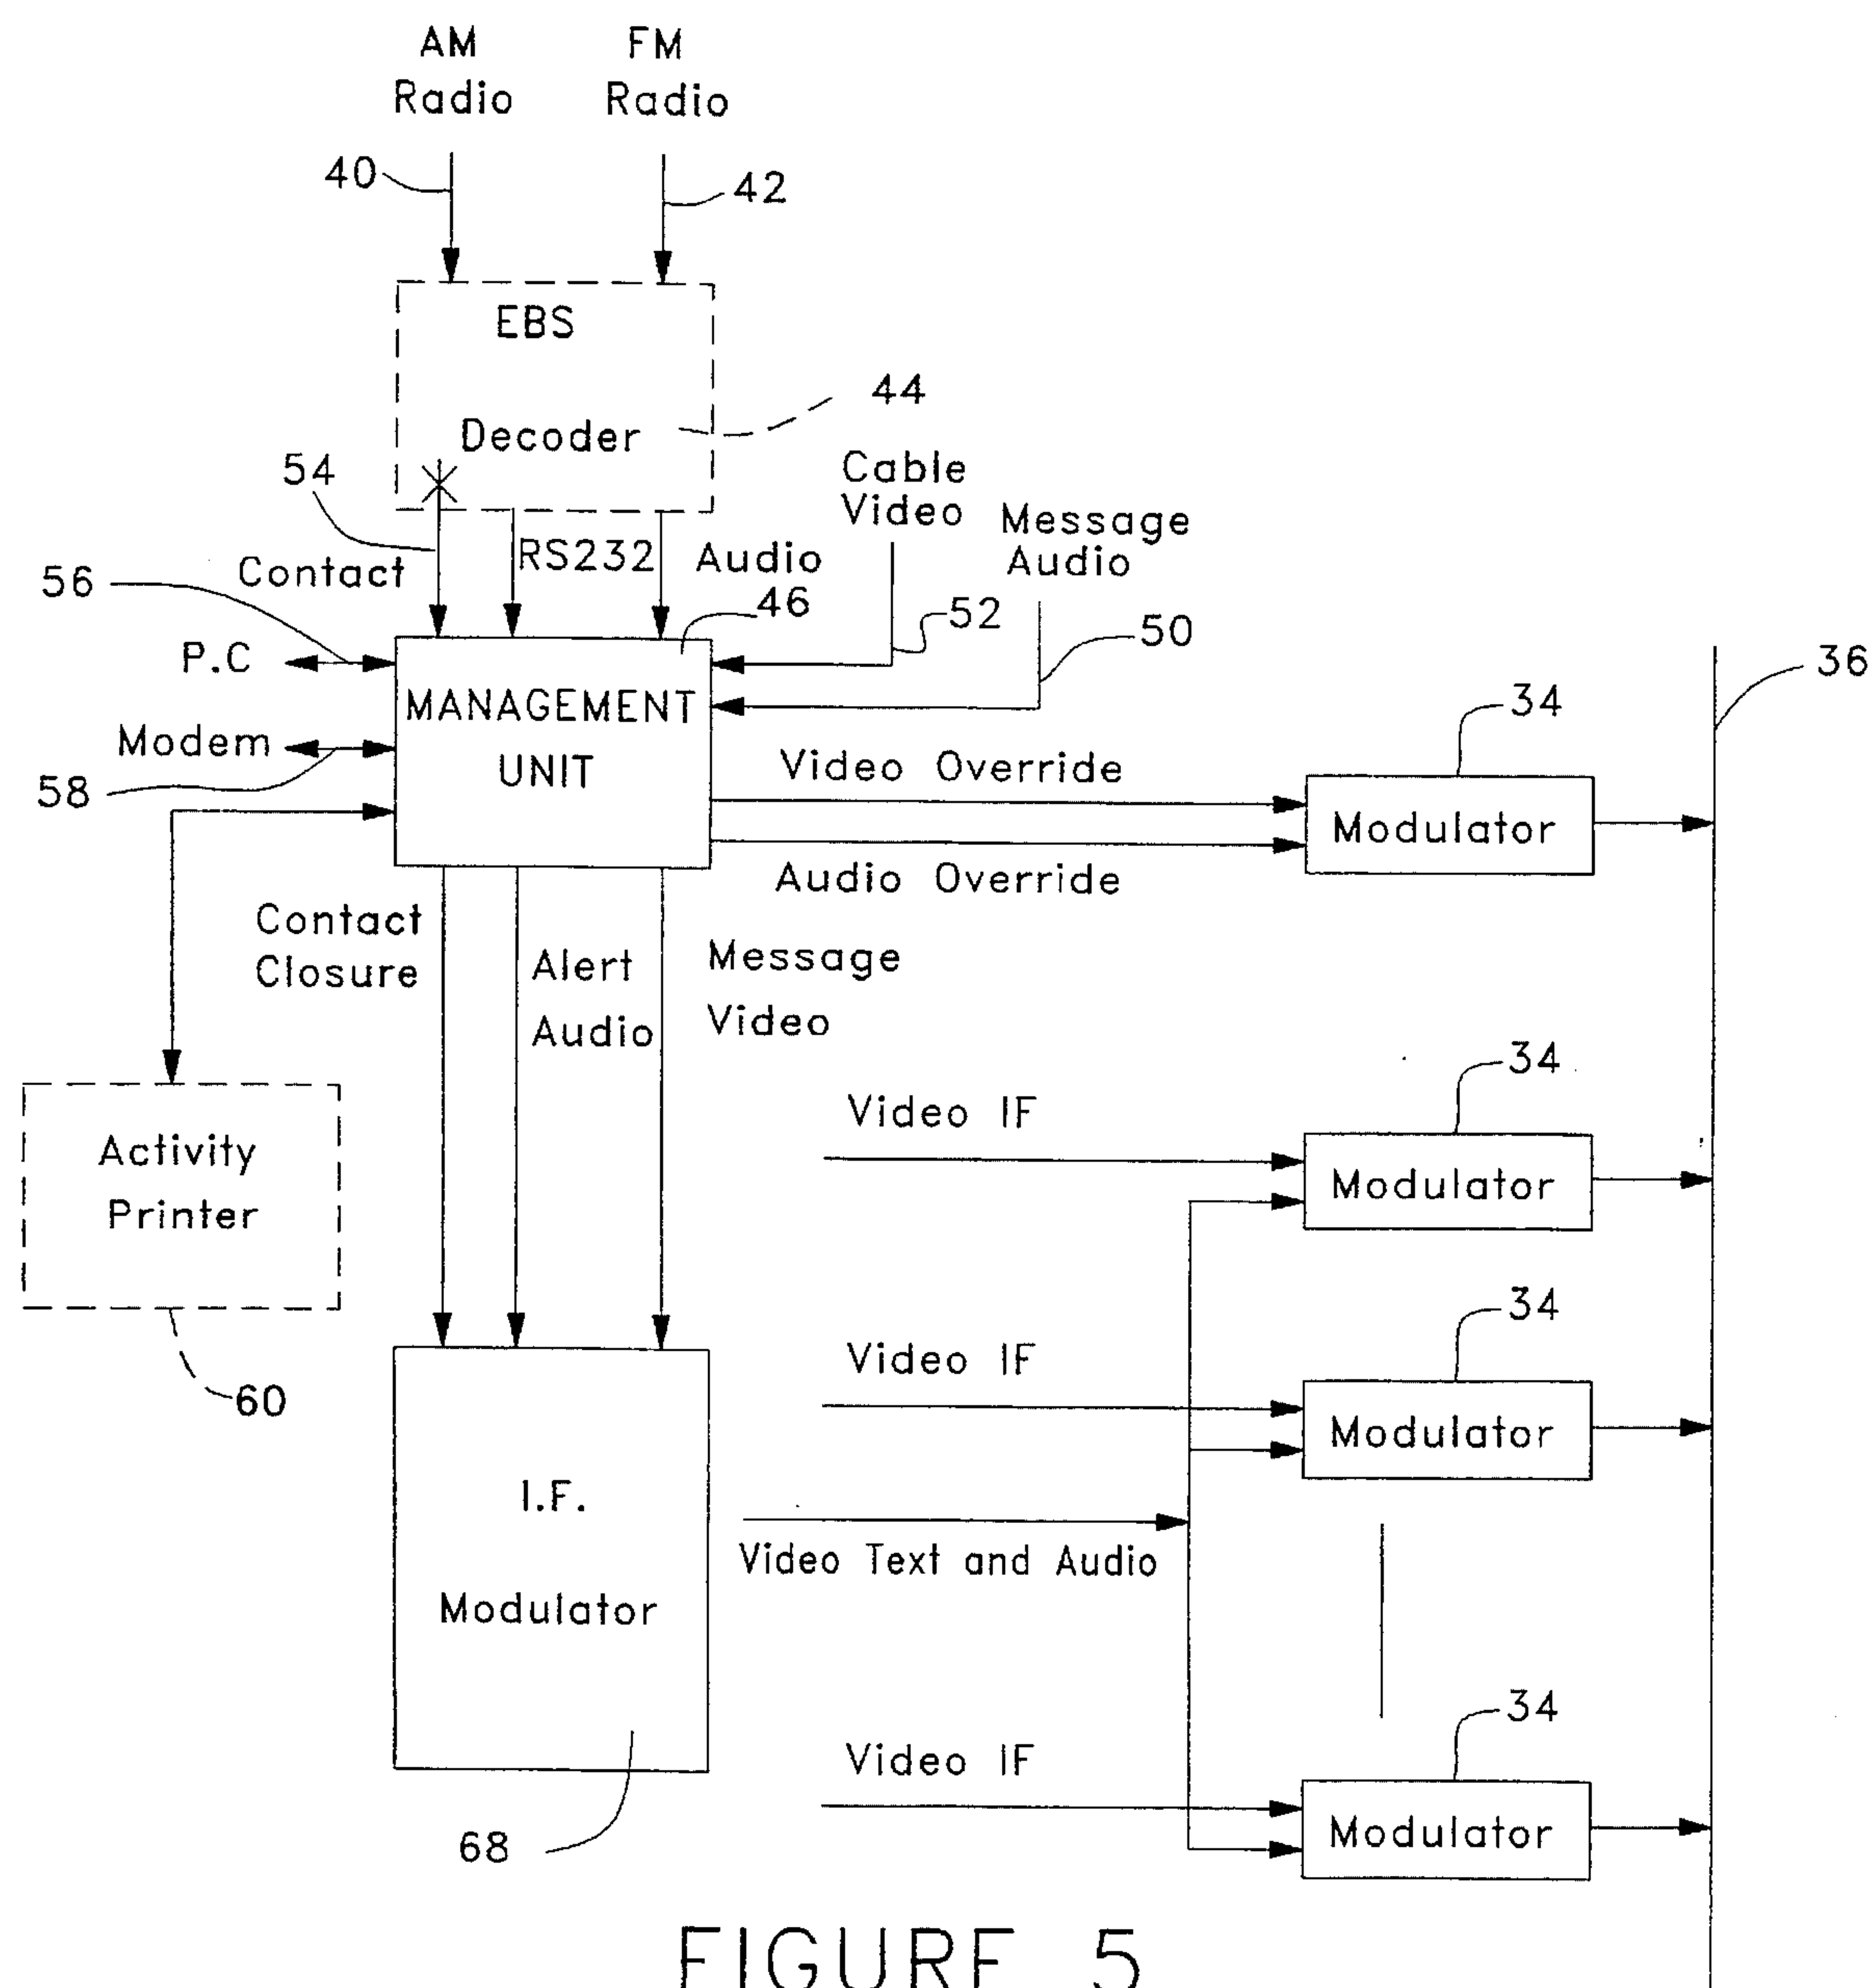 AM
Radio
FM
Radio
40
42
EBS
Decoder
44
54
Contact
RS232
Audio
Cable
Video
Message
Audio
56
46
52
50
36
P.C
MANAGEMENT
UNIT
Modem
58
Video Override
Audio Override
34
Modulator
Contact
Closure
Alert
Audio
Message
Video
Activity
Printer
60
Video IF
34
Modulator
Video IF
34
Modulator
I.F.
Modulator
68
Video Text and Audio
Video IF
34
Modulator
FIGURE 5